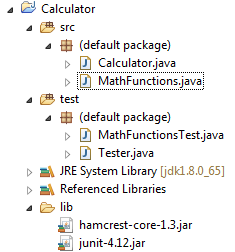 Calculator
src
(default package)
Calculator.java
MathFunctions.java
test
(default package)
MathFunctionsTest.java
Tester.java
JRE System Library [jdk1.8.0_65]
Referenced Libraries
lib
hamcrest-core-1.3.jar
junit-4.12.jar